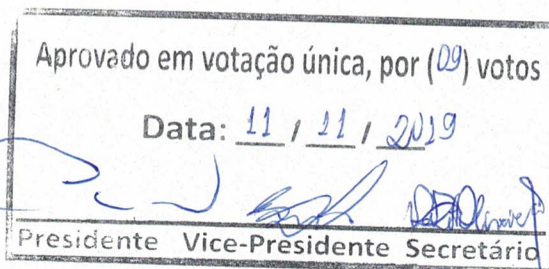 Aprovado em votação única, por (09) votos
Data: 11 / 11 / 2019
Presidente Vice-Presidente Secretário